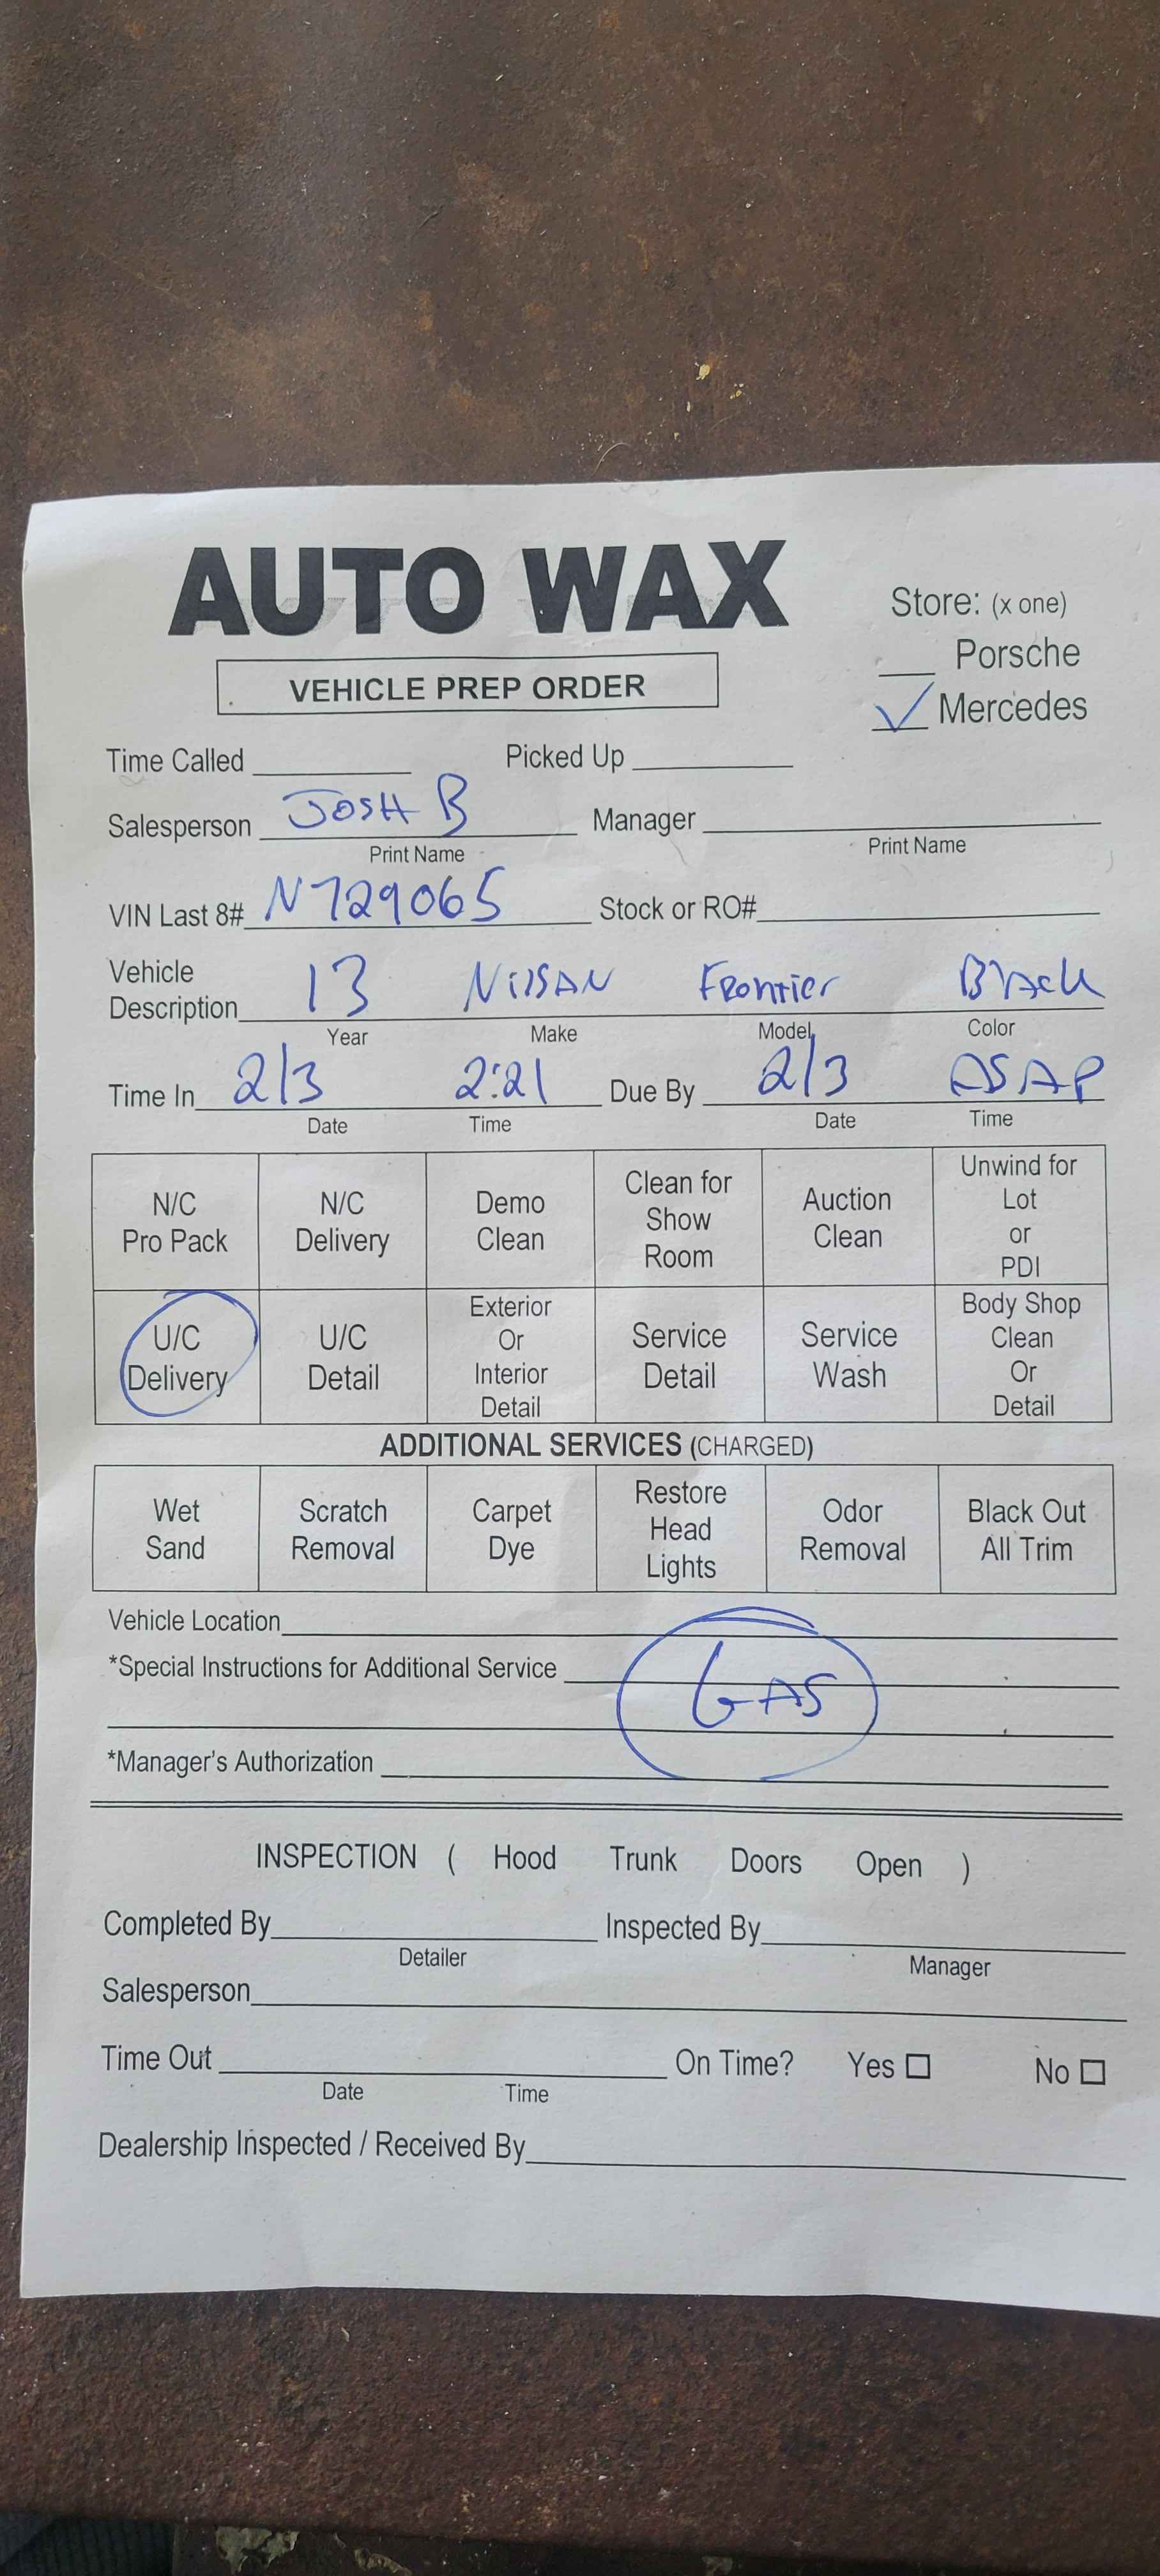 AUTO WAX
Store: (x one)
Porsche
VEHICLE PREP ORDER
✓ Mercedes
Time Called Picked Up
Salesperson JOSH B Manager
Print Name Print Name
VIN Last 8# N729065 Stock or RO#
Vehicle
Description 13 NISSAN Frontier Black
Year Make Model Color
Time In 2/3 2:21 Due By 2/3 ASAP
Date Time Date Time
N/C Pro Pack
N/C Delivery
Demo Clean
Clean for Show Room
Auction Clean
Unwind for Lot or PDI
U/C Delivery
U/C Detail
Exterior Or Interior Detail
Service Detail
Service Wash
Body Shop Clean Or Detail
ADDITIONAL SERVICES (CHARGED)
Wet Sand
Scratch Removal
Carpet Dye
Restore Head Lights
Odor Removal
Black Out All Trim
Vehicle Location
*Special Instructions for Additional Service GAS
*Manager's Authorization
INSPECTION ( Hood Trunk Doors Open )
Completed By Inspected By
Detailer Manager
Salesperson
Time Out On Time? Yes ☐ No ☐
Date Time
Dealership Inspected / Received By